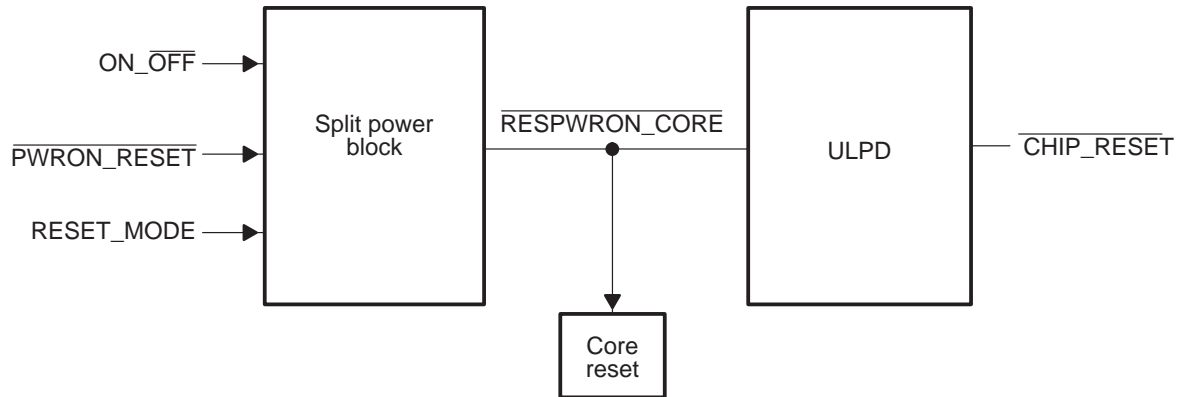 ON_OFF
PWRON_RESET
RESET_MODE
Split power
block
RESPWRON_CORE
Core
reset
ULPD
CHIP_RESET